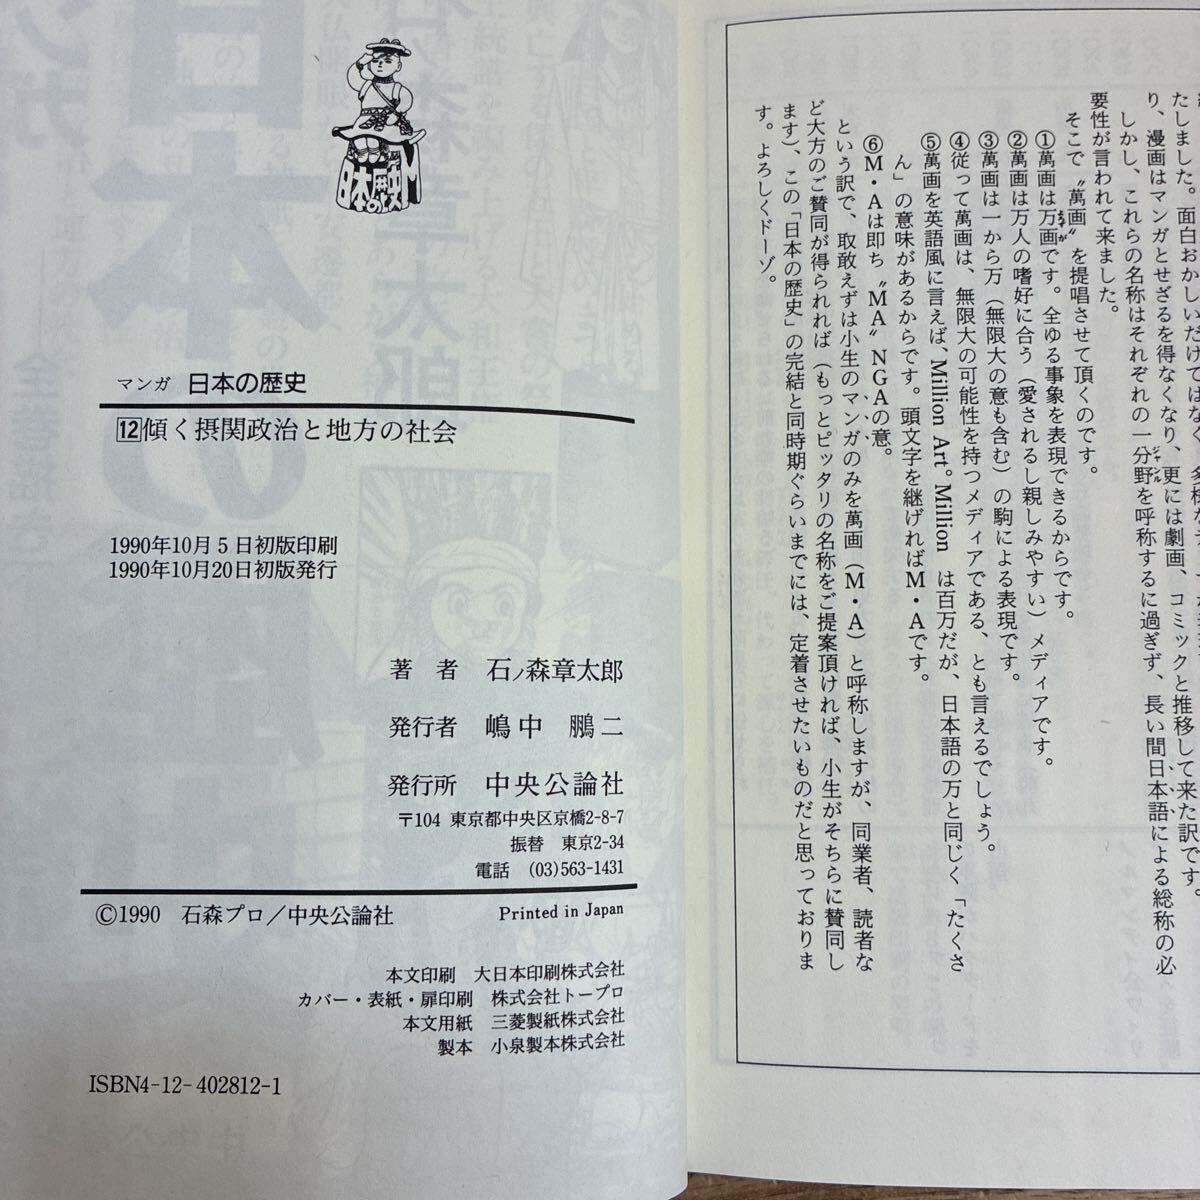 たしました。面白おかしいだけではなく、多様な
り、漫画はマンガとせざるを得なくなり、更には劇画、コミックと推移して来た訳です。
しかし、これらの名称はそれぞれの一分野を呼称するに過ぎず、長い間日本語による総称の必
ジャンル
要性が言われて来ました。
そこで〝萬画〟を提唱させて頂くのです。
①萬画は万画です。全ゆる事象を表現できるからです。
②萬画は万人の嗜好に合う（愛されるし親しみやすい）メディアです。
③萬画は一から万（無限大の意も含む）の駒による表現です。
④従って萬画は、無限大の可能性を持つメディアである、とも言えるでしょう。
⑤萬画を英語風に言えば、Million Art。Million は百万だが、日本語の万と同じく「たくさ
ん」の意味があるからです。頭文字を継げればM・Aです。
⑥M・Aは即ち〝MA〟NGAの意。
という訳で、取敢えずは小生のマンガのみを萬画（M・A）と呼称しますが、同業者、読者な
ど大方のご賛同が得られれば（もっとピッタリの名称をご提案頂ければ、小生がそちらに賛同し
ます）、この「日本の歴史」の完結と同時期ぐらいまでには、定着させたいものだと思っておりま
す。よろしくドーゾ。
日本の歴史
マンガ 日本の歴史
12傾く摂関政治と地方の社会
1990年10月5日初版印刷
1990年10月20日初版発行
著者 石ノ森章太郎
発行者 嶋中鵬二
発行所 中央公論社
〒104 東京都中央区京橋2-8-7
振替 東京2-34
電話 (03)563-1431
©1990 石森プロ／中央公論社 Printed in Japan
本文印刷 大日本印刷株式会社
カバー・表紙・扉印刷 株式会社トープロ
本文用紙 三菱製紙株式会社
製本 小泉製本株式会社
ISBN4-12-402812-1